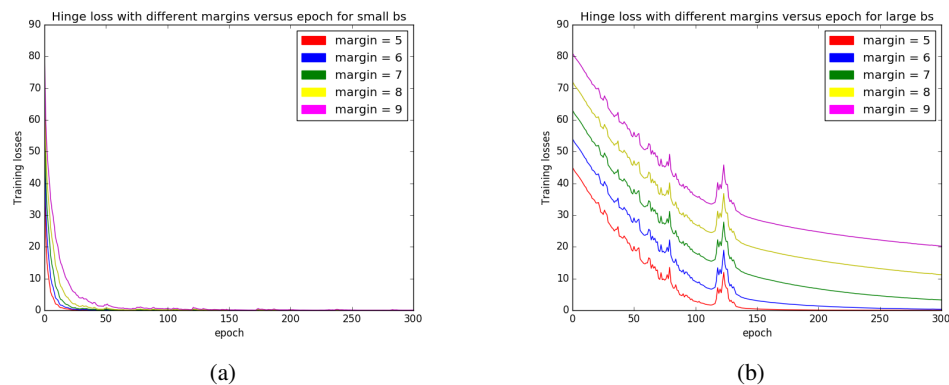 Hinge loss with different margins versus epoch for small bs
90
80
70
60
50
40
30
20
10
0
Training losses
margin = 5
margin = 6
margin = 7
margin = 8
margin = 9
0 50 100 150 200 250 300
epoch
(a)
Hinge loss with different margins versus epoch for large bs
90
80
70
60
50
40
30
20
10
0
Training losses
margin = 5
margin = 6
margin = 7
margin = 8
margin = 9
0 50 100 150 200 250 300
epoch
(b)